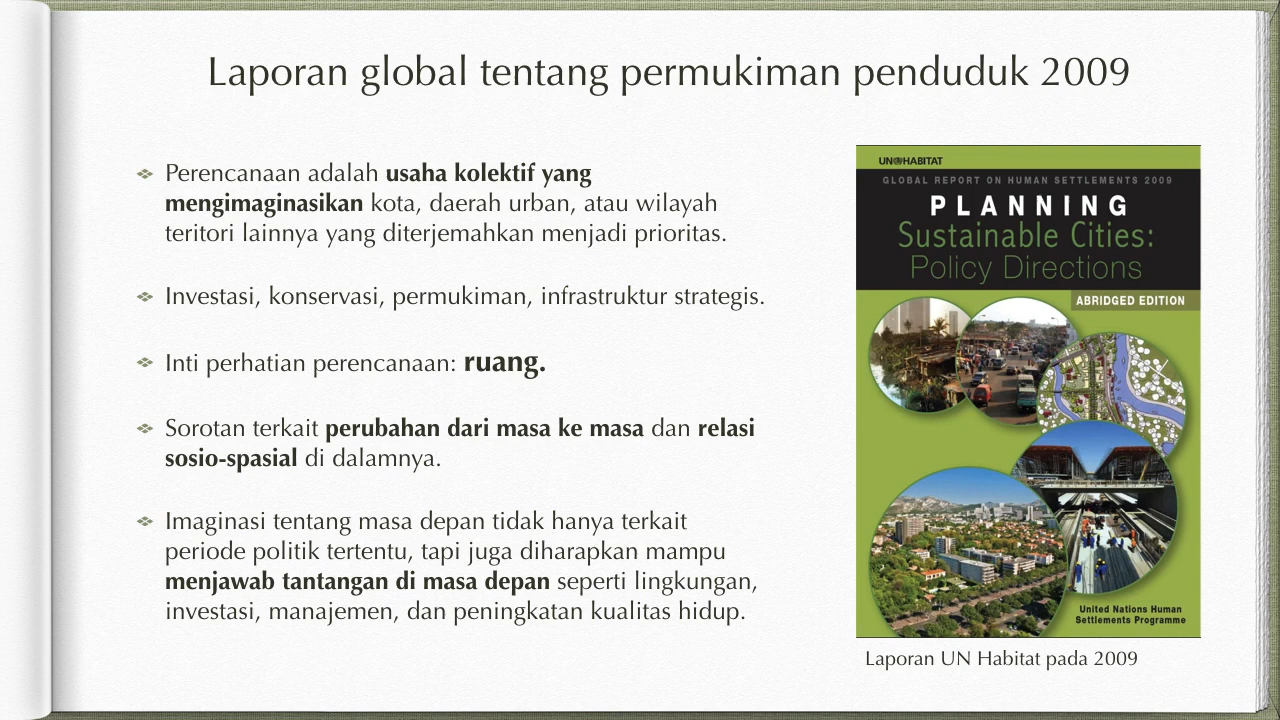 Laporan global tentang permukiman penduduk 2009
Perencanaan adalah usaha kolektif yang
mengimaginasikan kota, daerah urban, atau wilayah
teritori lainnya yang diterjemahkan menjadi prioritas.
Investasi, konservasi, permukiman, infrastruktur strategis.
Inti perhatian perencanaan: ruang.
Sorotan terkait perubahan dari masa ke masa dan relasi
sosio-spasial di dalamnya.
Imaginasi tentang masa depan tidak hanya terkait
periode politik tertentu, tapi juga diharapkan mampu
menjawab tantangan di masa depan seperti lingkungan,
investasi, manajemen, dan peningkatan kualitas hidup.
UN HABITAT
GLOBAL REPORT ON HUMAN SETTLEMENTS 2009
PLANNING
Sustainable Cities:
Policy Directions
ABRIDGED EDITION
United Nations Human
Settlements Programme
Laporan UN Habitat pada 2009